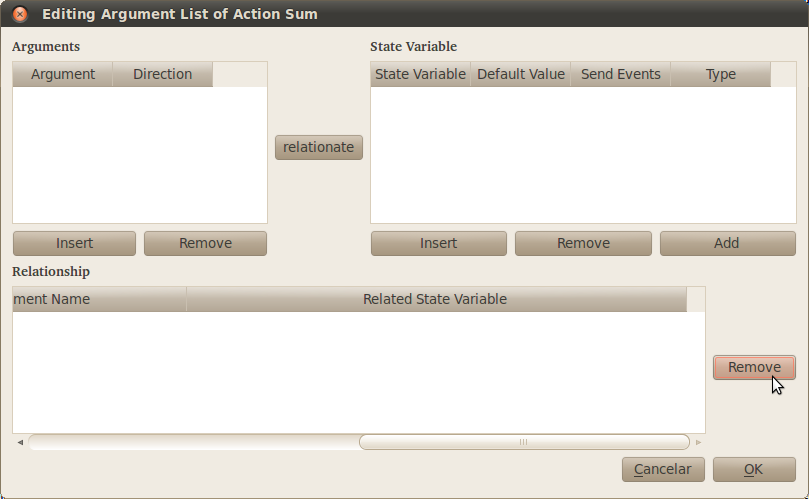 Editing Argument List of Action Sum
Arguments
State Variable
Argument Direction
State Variable Default Value Send Events Type
relationate
Insert Remove
Insert Remove Add
Relationship
ment Name Related State Variable
Remove
Cancelar OK